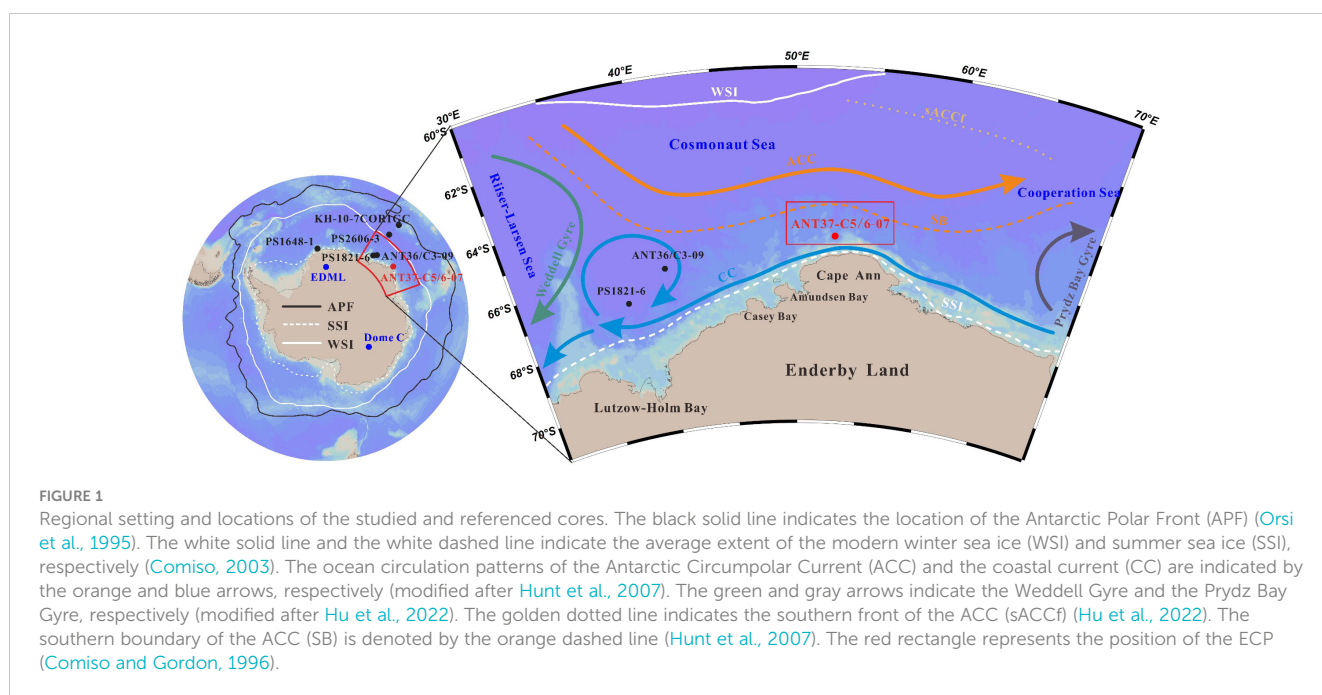 50°E
40°E
60°E
WSI
30°E
60°S
70°E
sACCf
Cosmonaut Sea
ACC
62°S
Riiser-Larsen Sea
Cooperation Sea
KH-10-7COR1GC
SB
ANT37-C5/6-07
PS2606-3
PS1648-1
64°S
Weddell Gyre
ANT36/C3-09
Prydz Bay Gyre
PS1821-6
ANT36/C3-09
EDML
ANT37-C5/6-07
CC
Cape Ann
PS1821-6
Amundsen Bay
SSI
APF
66°S
Casey Bay
SSI
WSI
Dome C
68°S
Enderby Land
Lutzow-Holm Bay
70°S
FIGURE 1
Regional setting and locations of the studied and referenced cores. The black solid line indicates the location of the Antarctic Polar Front (APF) (Orsi
et al., 1995). The white solid line and the white dashed line indicate the average extent of the modern winter sea ice (WSI) and summer sea ice (SSI),
respectively (Comiso, 2003). The ocean circulation patterns of the Antarctic Circumpolar Current (ACC) and the coastal current (CC) are indicated by
the orange and blue arrows, respectively (modified after Hunt et al., 2007). The green and gray arrows indicate the Weddell Gyre and the Prydz Bay
Gyre, respectively (modified after Hu et al., 2022). The golden dotted line indicates the southern front of the ACC (sACCf) (Hu et al., 2022). The
southern boundary of the ACC (SB) is denoted by the orange dashed line (Hunt et al., 2007). The red rectangle represents the position of the ECP
(Comiso and Gordon, 1996).